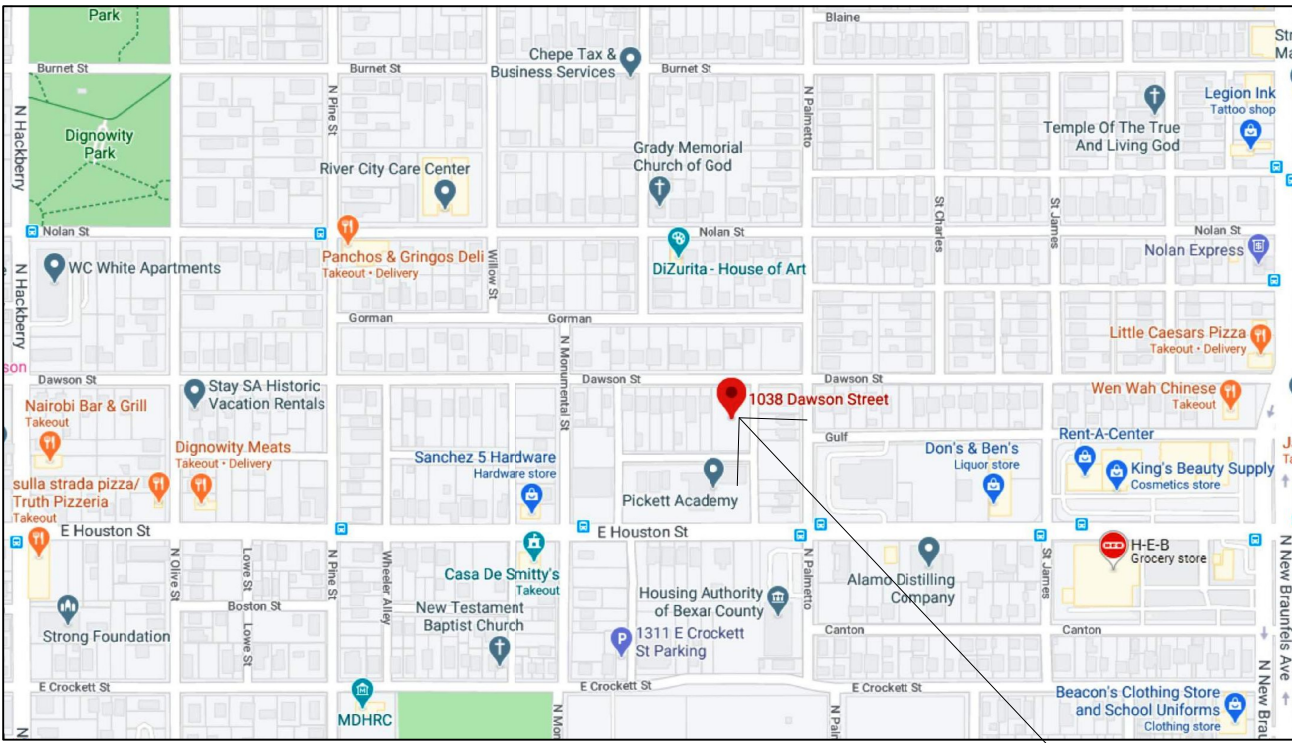 Park
Blaine
Str
Ma
Burnet St
Burnet St
Chepe Tax &
Business Services
Burnet St
N Hackberry
N Pine St
N Palmetto
Legion Ink
Tattoo shop
Dignowity
Park
Temple Of The True
And Living God
Grady Memorial
Church of God
River City Care Center
St Charles
St James
Nolan St
Nolan St
Nolan St
Panchos & Gringos Deli
Takeout • Delivery
Willow St
DiZurita - House of Art
Nolan Express
WC White Apartments
N Hackberry
Gorman
Gorman
N Monumental St
Little Caesars Pizza
Takeout • Delivery
son
Dawson St
Dawson St
Dawson St
Stay SA Historic
Vacation Rentals
1038 Dawson Street
Wen Wah Chinese
Takeout
Nairobi Bar & Grill
Takeout
Dignowity Meats
Takeout • Delivery
Gulf
Rent-A-Center
Don's & Ben's
Liquor store
J
Ta
Sanchez 5 Hardware
Hardware store
King's Beauty Supply
Cosmetics store
sulla strada pizza/
Truth Pizzeria
Takeout
Pickett Academy
E Houston St
E Houston St
H-E-B
Grocery store
N Olive St
Lowe St
N Pine St
Wheeler Alley
Casa De Smitty's
Takeout
N Palmetto
Alamo Distilling
Company
St James
N New Braunfels Ave
Housing Authority
of Bexar County
Boston St
New Testament
Baptist Church
Strong Foundation
Lowe St
1311 E Crockett
St Parking
Canton
Canton
E Crockett St
E Crockett St
E Crockett St
MDHRC
N Mon
N Palm
N New Brau
Beacon's Clothing Store
and School Uniforms
Clothing store
N
P